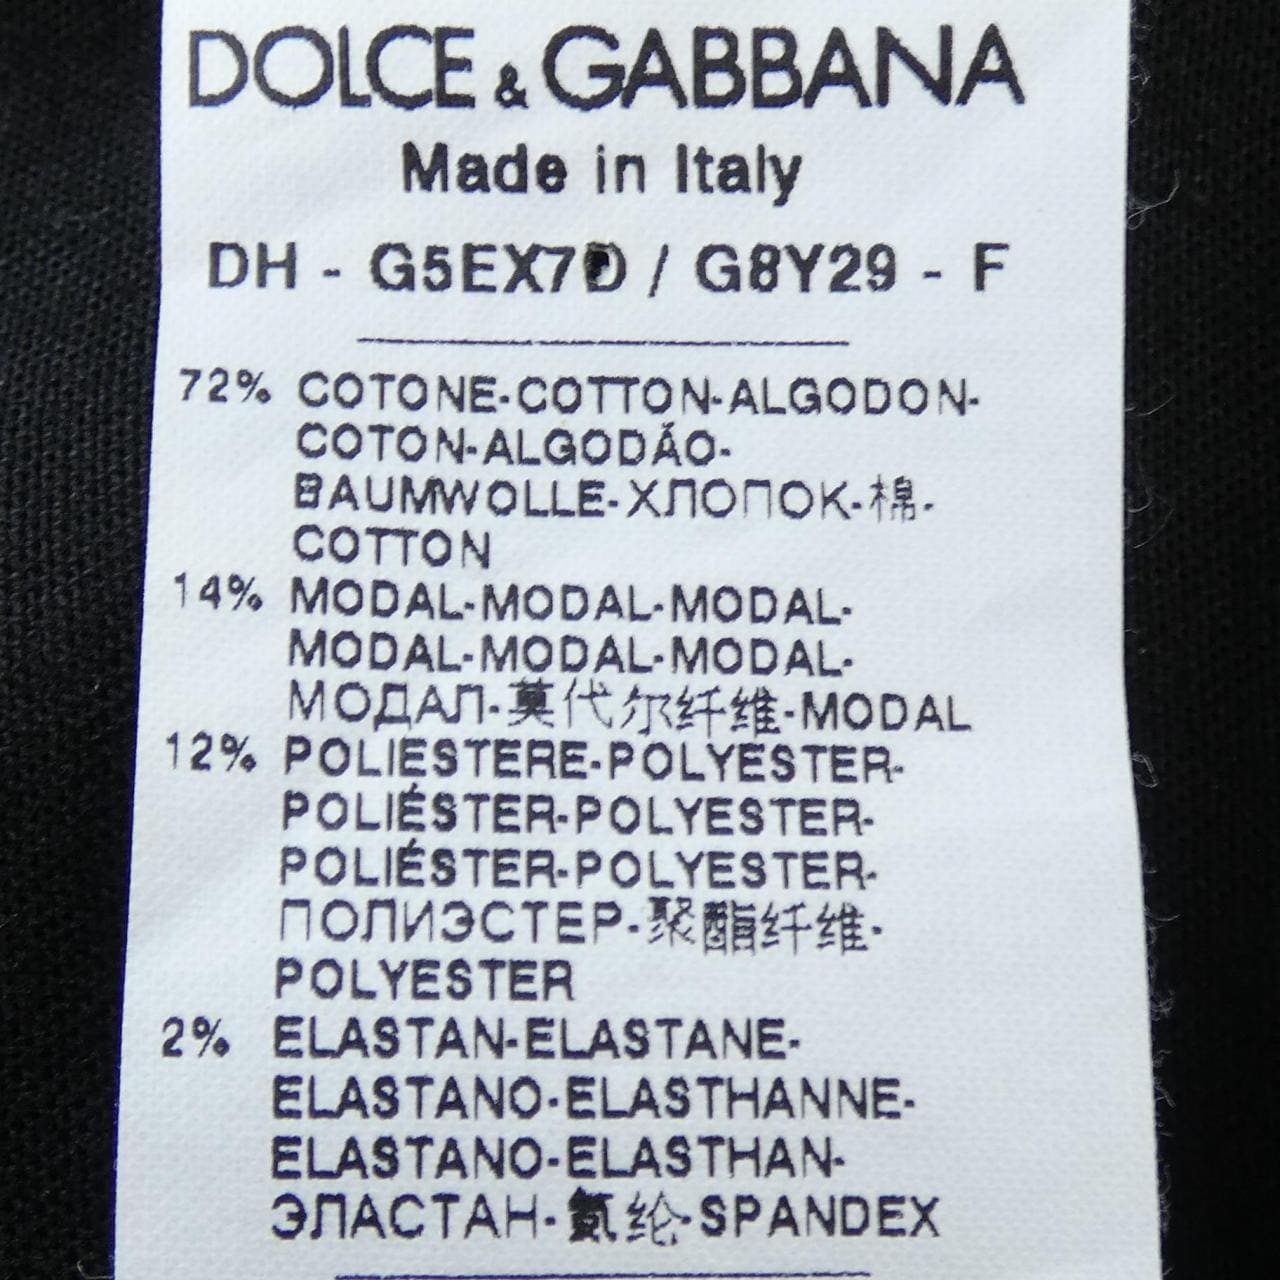 DOLCE & GABBANA
Made in Italy
DH - G5EX7D / G8Y29 - F
72% COTONE-COTTON-ALGODON-
COTON-ALGODÃO-
BAUMWOLLE-ХЛОПОК-棉-
COTTON
14% MODAL-MODAL-MODAL-
MODAL-MODAL-MODAL-
МОДАЛ-莫代尔纤维-MODAL
12% POLIESTERE-POLYESTER-
POLIÉSTER-POLYESTER-
POLIÉSTER-POLYESTER-
ПОЛИЭСТЕР-聚酯纤维-
POLYESTER
2% ELASTAN-ELASTANE-
ELASTANO-ELASTHANNE-
ELASTANO-ELASTHAN-
ЭЛАСТАН-氨纶-SPANDEX